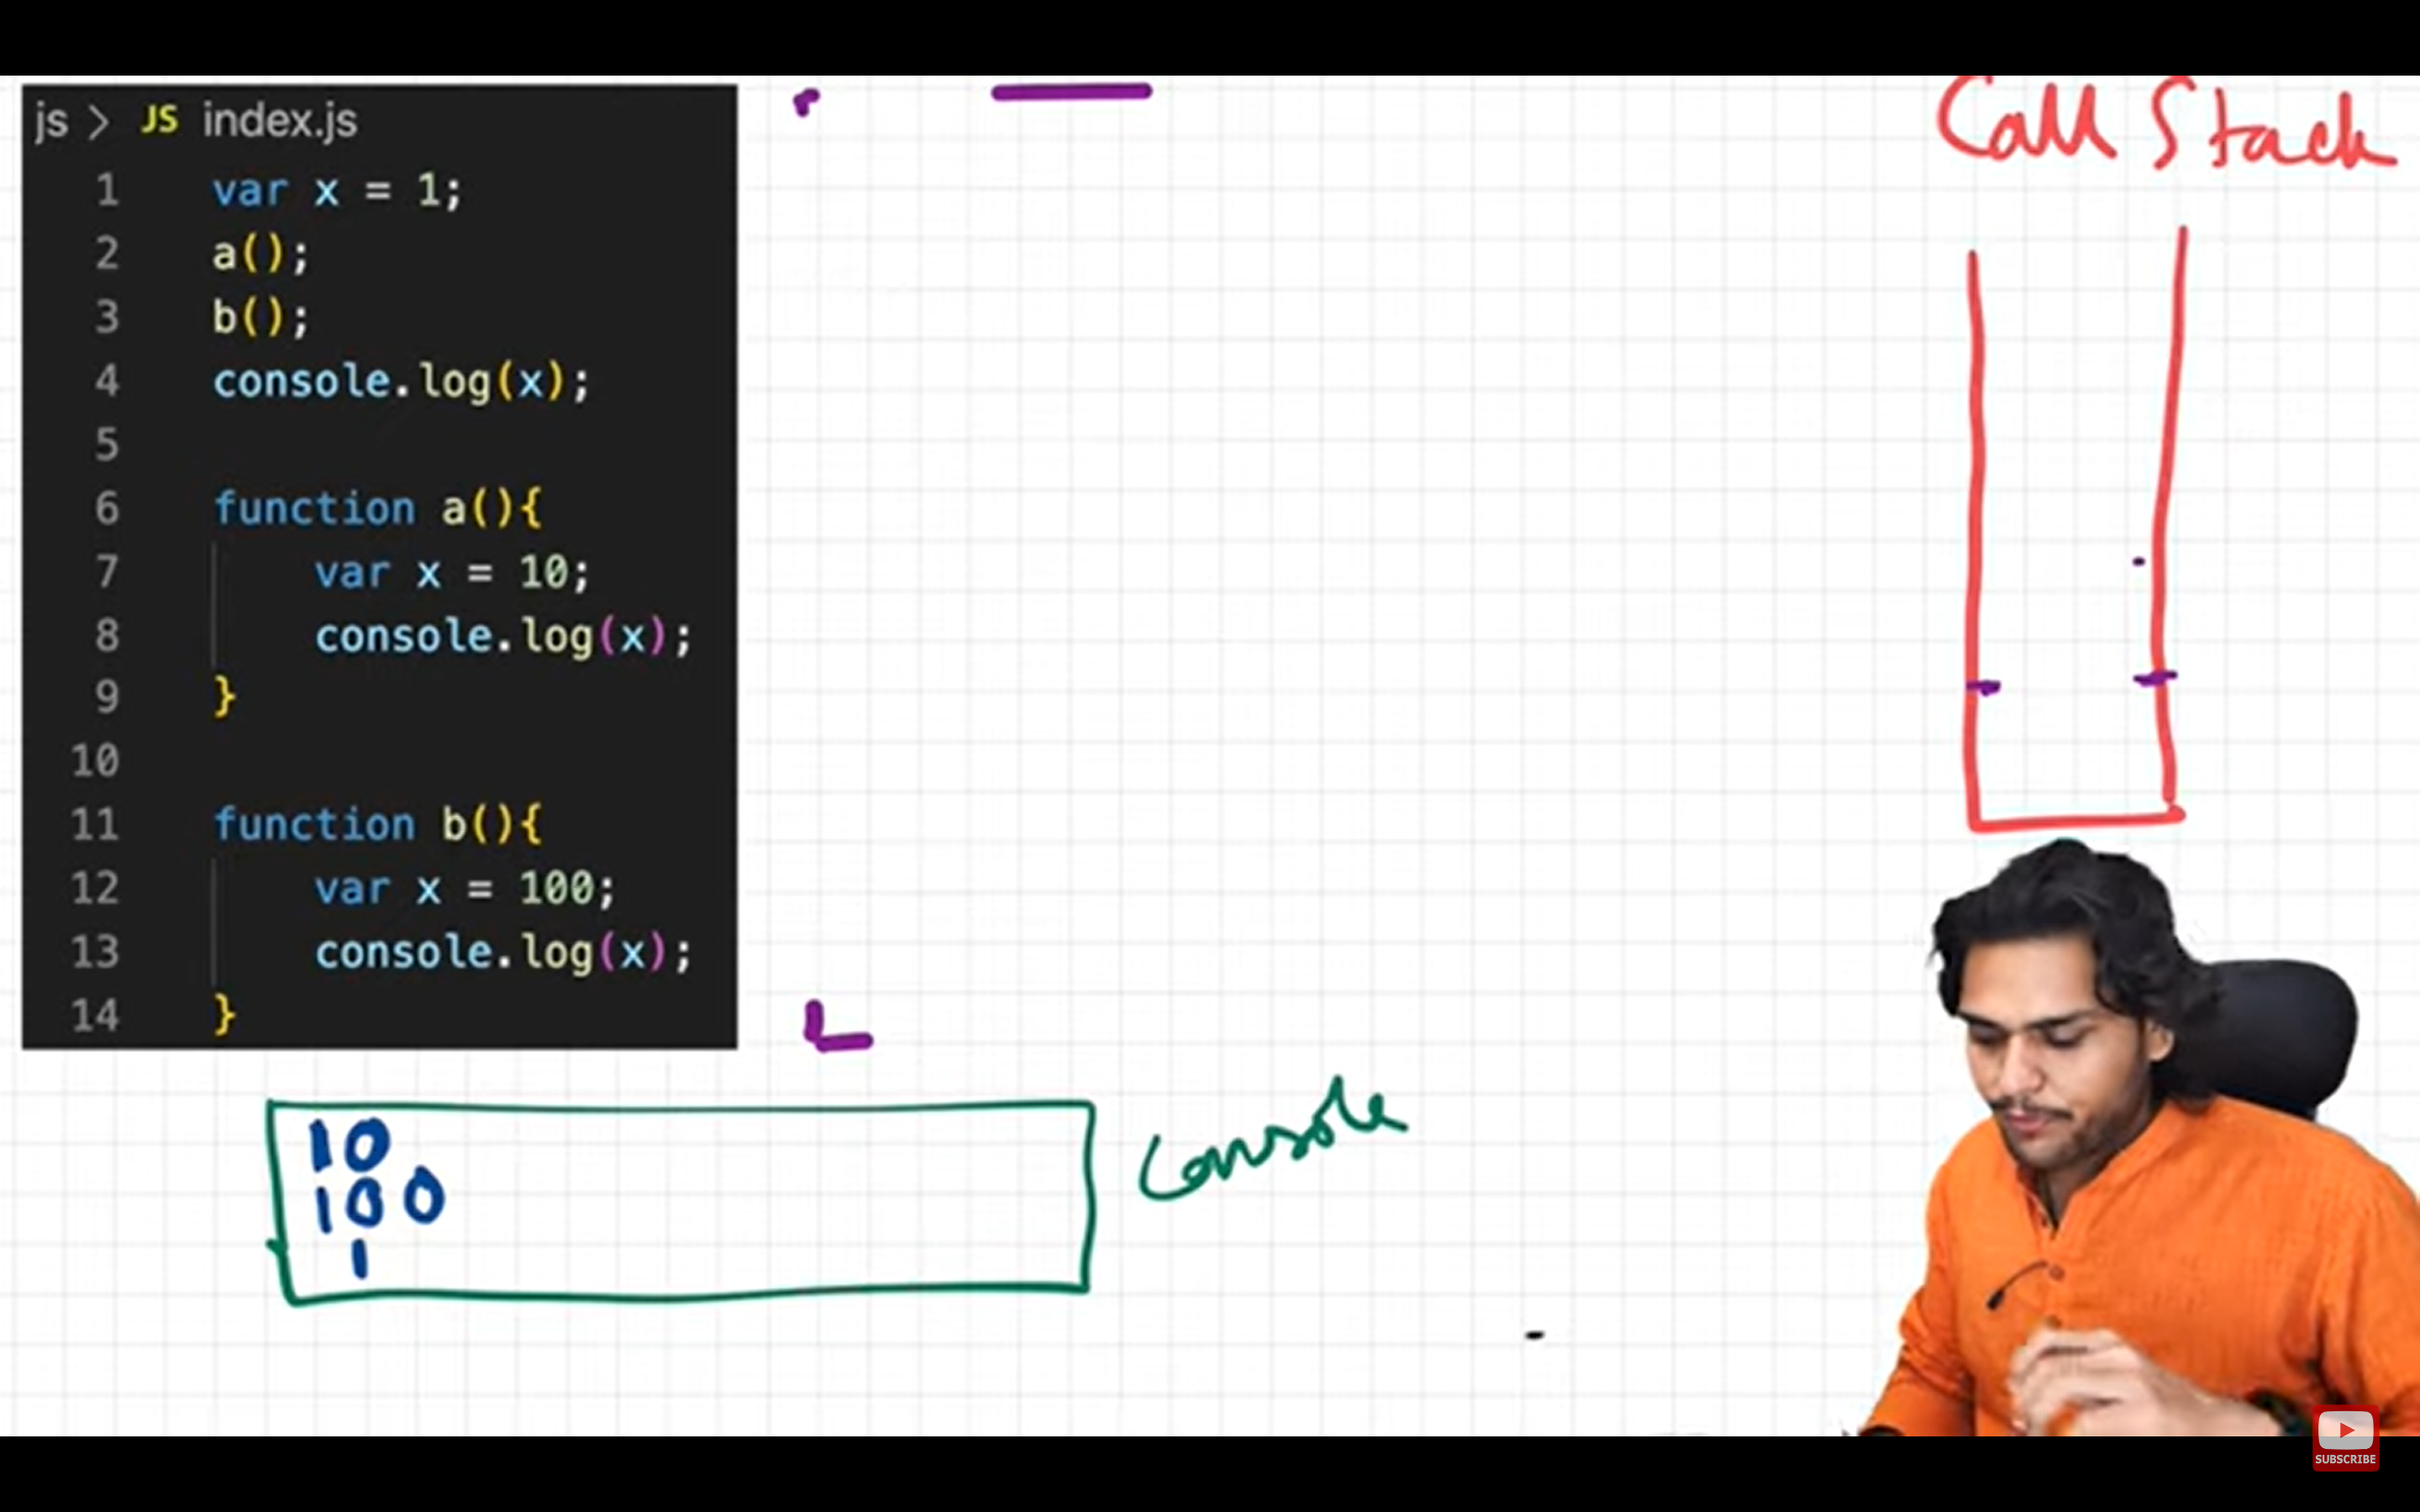 js > JS index.js
1 var x = 1;
2 a();
3 b();
4 console.log(x);
5
6 function a(){
7 var x = 10;
8 console.log(x);
9 }
10
11 function b(){
12 var x = 100;
13 console.log(x);
14 }
Call Stack
10
100
1
Console
SUBSCRIBE